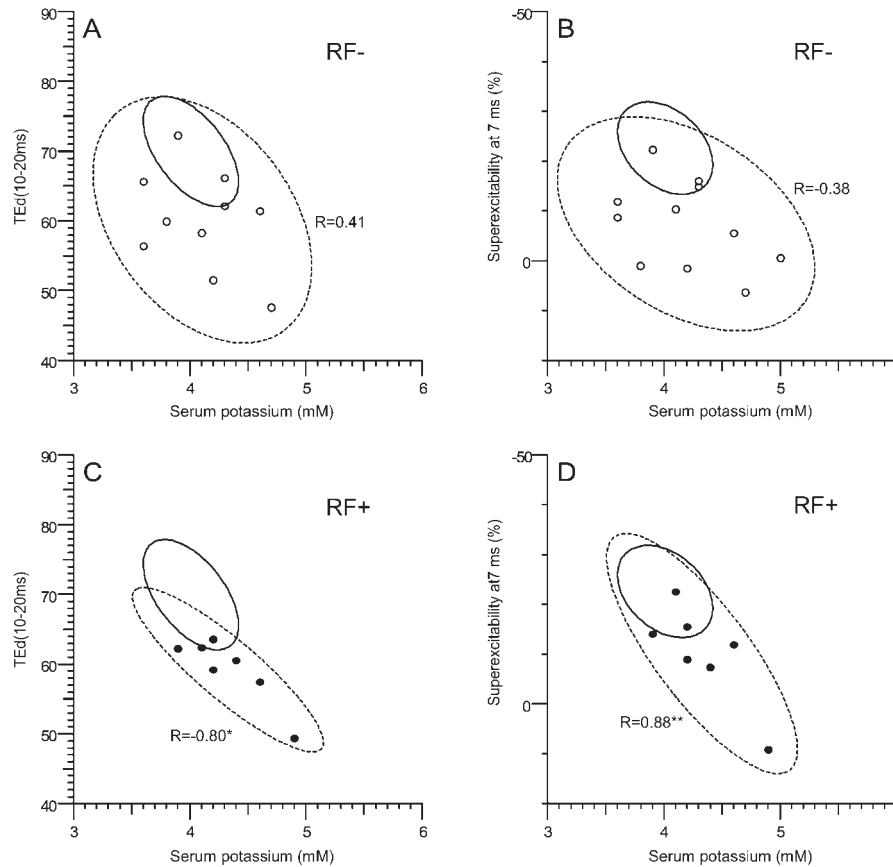 A
RF-
90
80
70
60
50
40
TEd(10-20ms)
R=0.41
3
4
5
6
Serum potassium (mM)
B
RF-
-50
0
Superexcitability at 7 ms (%)
R=-0.38
3
4
5
Serum potassium (mM)
C
RF+
90
80
70
60
50
40
TEd(10-20ms)
R=-0.80*
3
4
5
6
Serum potassium (mM)
D
RF+
-50
0
Superexcitability at7 ms (%)
R=0.88**
3
4
5
Serum potassium (mM)